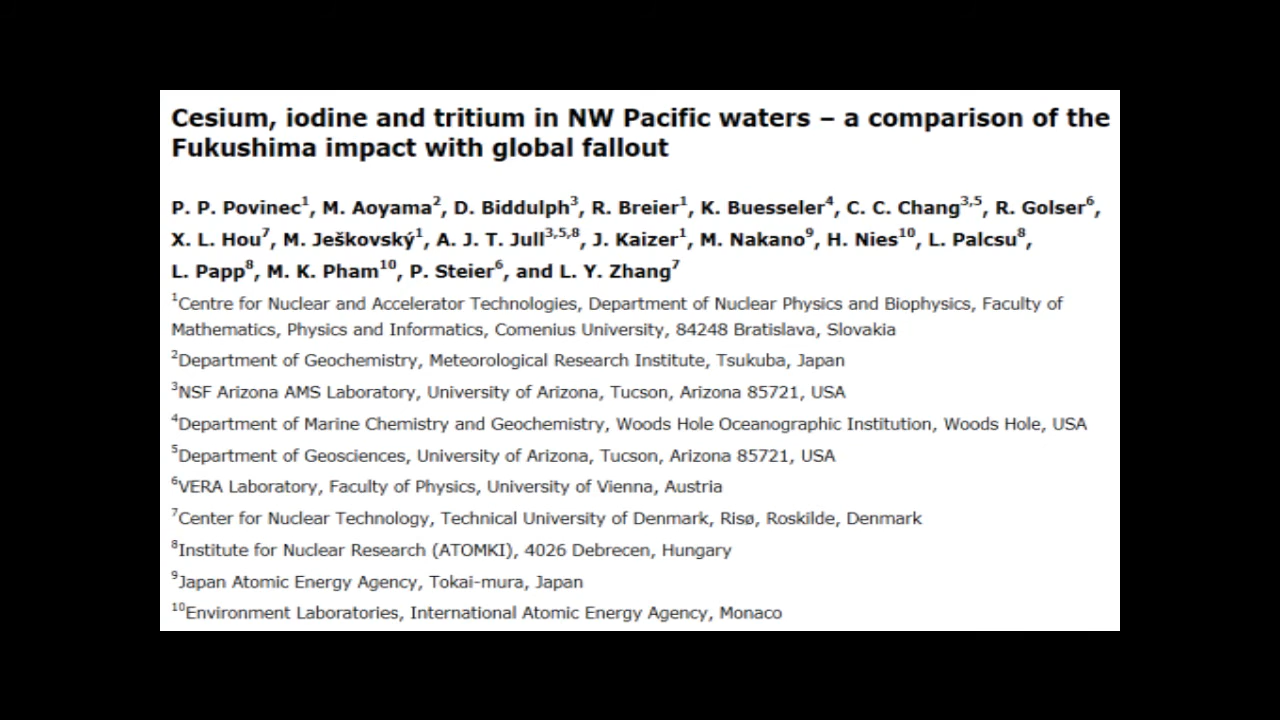 Cesium, iodine and tritium in NW Pacific waters – a comparison of the
Fukushima impact with global fallout
P. P. Povinec1, M. Aoyama2, D. Biddulph3, R. Breier1, K. Buesseler4, C. C. Chang3,5, R. Golser6,
X. L. Hou7, M. Ješkovský1, A. J. T. Jull3,5,8, J. Kaizer1, M. Nakano9, H. Nies10, L. Palcsu8,
L. Papp8, M. K. Pham10, P. Steier6, and L. Y. Zhang7
1Centre for Nuclear and Accelerator Technologies, Department of Nuclear Physics and Biophysics, Faculty of
Mathematics, Physics and Informatics, Comenius University, 84248 Bratislava, Slovakia
2Department of Geochemistry, Meteorological Research Institute, Tsukuba, Japan
3NSF Arizona AMS Laboratory, University of Arizona, Tucson, Arizona 85721, USA
4Department of Marine Chemistry and Geochemistry, Woods Hole Oceanographic Institution, Woods Hole, USA
5Department of Geosciences, University of Arizona, Tucson, Arizona 85721, USA
6VERA Laboratory, Faculty of Physics, University of Vienna, Austria
7Center for Nuclear Technology, Technical University of Denmark, Risø, Roskilde, Denmark
8Institute for Nuclear Research (ATOMKI), 4026 Debrecen, Hungary
9Japan Atomic Energy Agency, Tokai-mura, Japan
10Environment Laboratories, International Atomic Energy Agency, Monaco